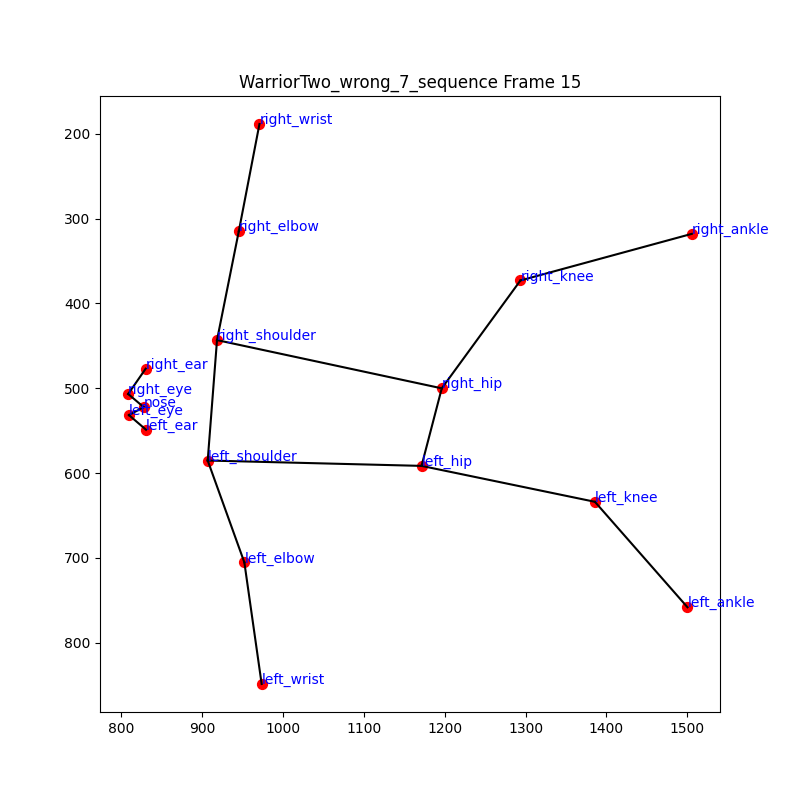 WarriorTwo_wrong_7_sequence Frame 15
right_wrist
right_elbow
right_ankle
right_knee
right_shoulder
right_ear
right_hip
right_eye
nose
left_eye
left_ear
left_shoulder
left_hip
left_knee
left_elbow
left_ankle
left_wrist
200
300
400
500
600
700
800
800 900 1000 1100 1200 1300 1400 1500